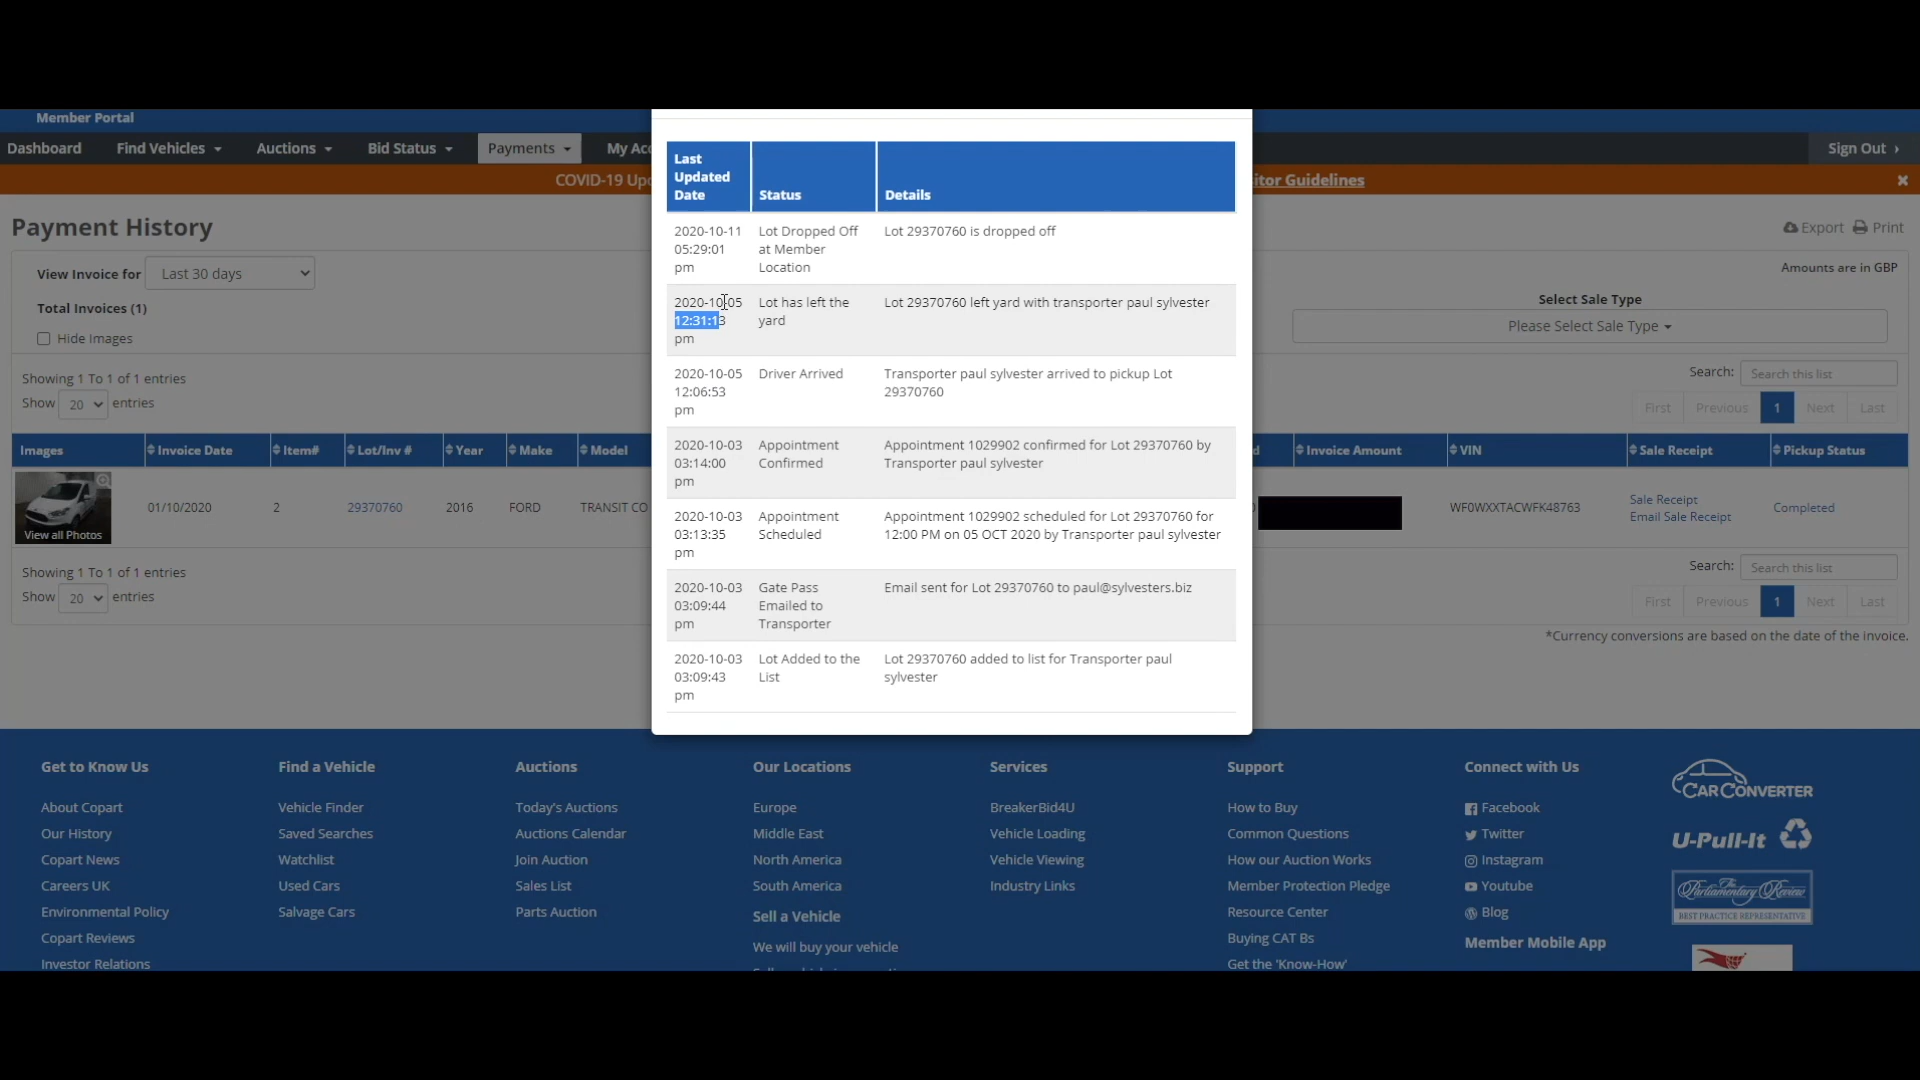 Member Portal
Dashboard Find Vehicles Auctions Bid Status Payments My Acc Sign Out ›
COVID-19 Upd itor Guidelines
Payment History
Export Print
View Invoice for Last 30 days
Amounts are in GBP
Total Invoices (1)
Hide Images
Select Sale Type
Please Select Sale Type
Showing 1 To 1 of 1 entries
Show 20 entries
Search: Search this list
First Previous 1 Next Last
Images Invoice Date Item# Lot/Inv # Year Make Model d Invoice Amount VIN Sale Receipt Pickup Status
View all Photos
01/10/2020 2 29370760 2016 FORD TRANSIT CO WF0WXXTACWFK48763
Sale Receipt
Email Sale Receipt
Completed
Showing 1 To 1 of 1 entries
Show 20 entries
Search: Search this list
First Previous 1 Next Last
*Currency conversions are based on the date of the invoice.
Last
Updated
Date
Status
Details
2020-10-11
05:29:01
pm
Lot Dropped Off
at Member
Location
Lot 29370760 is dropped off
2020-10-05
12:31:13
pm
Lot has left the
yard
Lot 29370760 left yard with transporter paul sylvester
2020-10-05
12:06:53
pm
Driver Arrived
Transporter paul sylvester arrived to pickup Lot
29370760
2020-10-03
03:14:00
pm
Appointment
Confirmed
Appointment 1029902 confirmed for Lot 29370760 by
Transporter paul sylvester
2020-10-03
03:13:35
pm
Appointment
Scheduled
Appointment 1029902 scheduled for Lot 29370760 for
12:00 PM on 05 OCT 2020 by Transporter paul sylvester
2020-10-03
03:09:44
pm
Gate Pass
Emailed to
Transporter
Email sent for Lot 29370760 to paul@sylvesters.biz
2020-10-03
03:09:43
pm
Lot Added to the
List
Lot 29370760 added to list for Transporter paul
sylvester
Get to Know Us
About Copart
Our History
Copart News
Careers UK
Environmental Policy
Copart Reviews
Investor Relations
Find a Vehicle
Vehicle Finder
Saved Searches
Watchlist
Used Cars
Salvage Cars
Auctions
Today's Auctions
Auctions Calendar
Join Auction
Sales List
Parts Auction
Our Locations
Europe
Middle East
North America
South America
Sell a Vehicle
We will buy your vehicle
Services
BreakerBid4U
Vehicle Loading
Vehicle Viewing
Industry Links
Support
How to Buy
Common Questions
How our Auction Works
Member Protection Pledge
Resource Center
Buying CAT Bs
Get the 'Know-How'
Connect with Us
Facebook
Twitter
Instagram
Youtube
Blog
Member Mobile App
CARCONVERTER
U-Pull-It
The Parliamentary Review
BEST PRACTICE REPRESENTATIVE